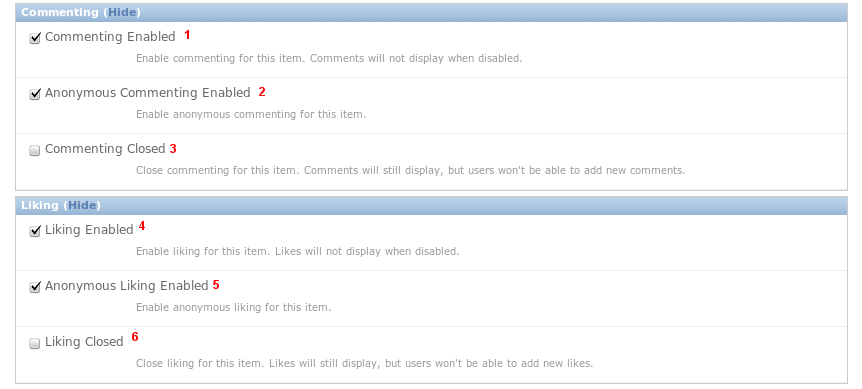 Commenting (Hide)
Commenting Enabled 1
Enable commenting for this item. Comments will not display when disabled.
Anonymous Commenting Enabled 2
Enable anonymous commenting for this item.
Commenting Closed 3
Close commenting for this item. Comments will still display, but users won't be able to add new comments.
Liking (Hide)
Liking Enabled 4
Enable liking for this item. Likes will not display when disabled.
Anonymous Liking Enabled 5
Enable anonymous liking for this item.
Liking Closed 6
Close liking for this item. Likes will still display, but users won't be able to add new likes.